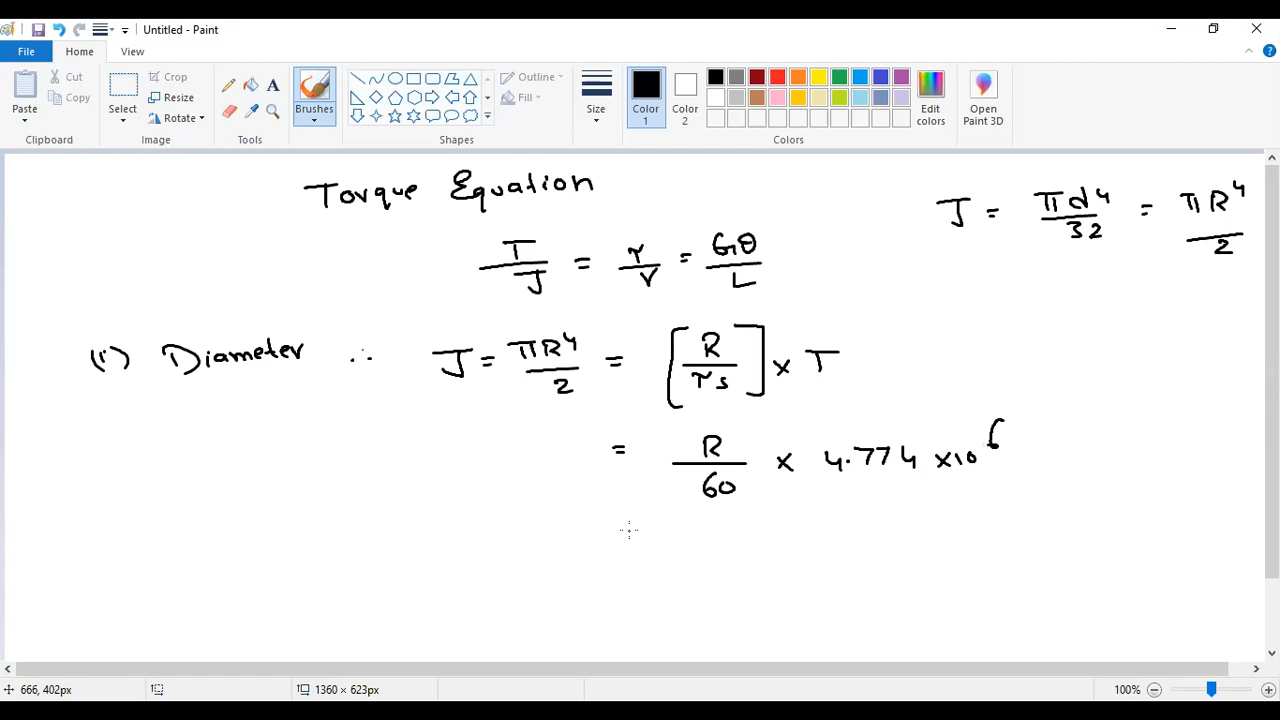 Untitled - Paint
File Home View
Paste Cut Copy Select Crop Resize Rotate Brushes Outline Fill Size Color 1 Color 2 Edit colors Open Paint 3D
Clipboard Image Tools Shapes Colors
Torque Equation
J = πd⁴/32 = πR⁴/2
T/J = τ/r = Gθ/L
(i) Diameter ∴ J = πR⁴/2 = [R/τs] × T
= R/60 × 4.774 × 10⁶
666, 402px 1360 × 623px 100%